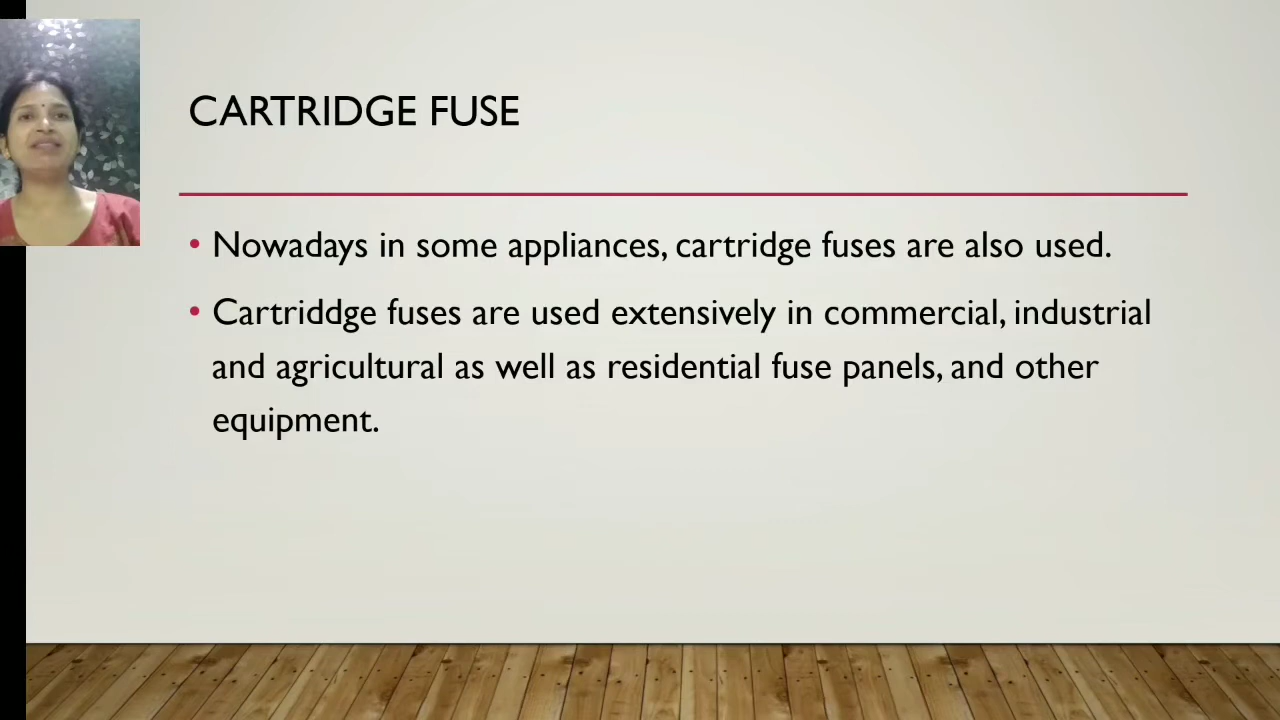 CARTRIDGE FUSE
• Nowadays in some appliances, cartridge fuses are also used.
• Cartriddge fuses are used extensively in commercial, industrial
and agricultural as well as residential fuse panels, and other
equipment.